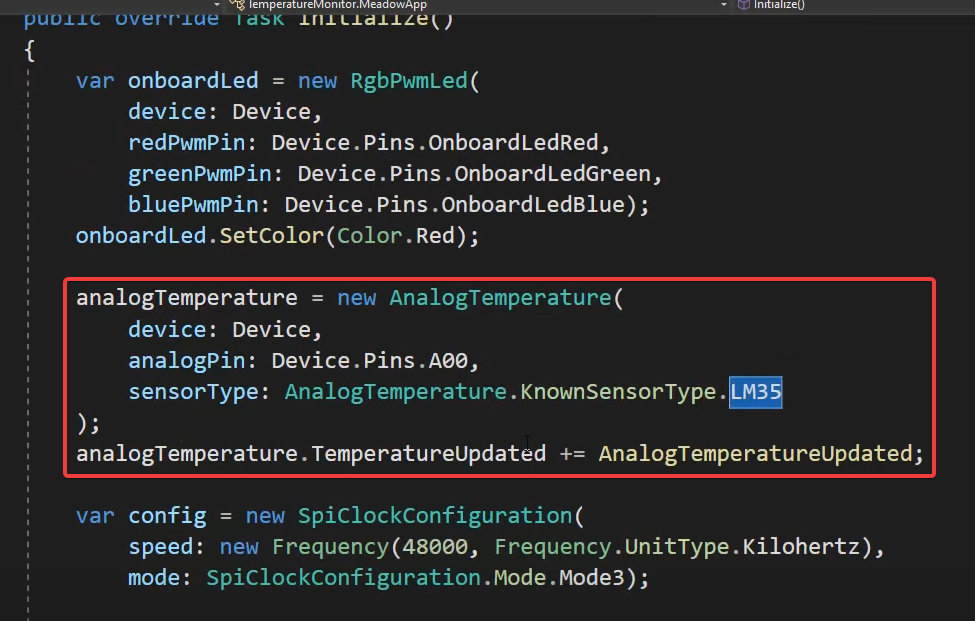 TemperatureMonitor.MeadowApp Initialize()
public override Task Initialize()
{
var onboardLed = new RgbPwmLed(
device: Device,
redPwmPin: Device.Pins.OnboardLedRed,
greenPwmPin: Device.Pins.OnboardLedGreen,
bluePwmPin: Device.Pins.OnboardLedBlue);
onboardLed.SetColor(Color.Red);
analogTemperature = new AnalogTemperature(
device: Device,
analogPin: Device.Pins.A00,
sensorType: AnalogTemperature.KnownSensorType.LM35
);
analogTemperature.TemperatureUpdated += AnalogTemperatureUpdated;
var config = new SpiClockConfiguration(
speed: new Frequency(48000, Frequency.UnitType.Kilohertz),
mode: SpiClockConfiguration.Mode.Mode3);